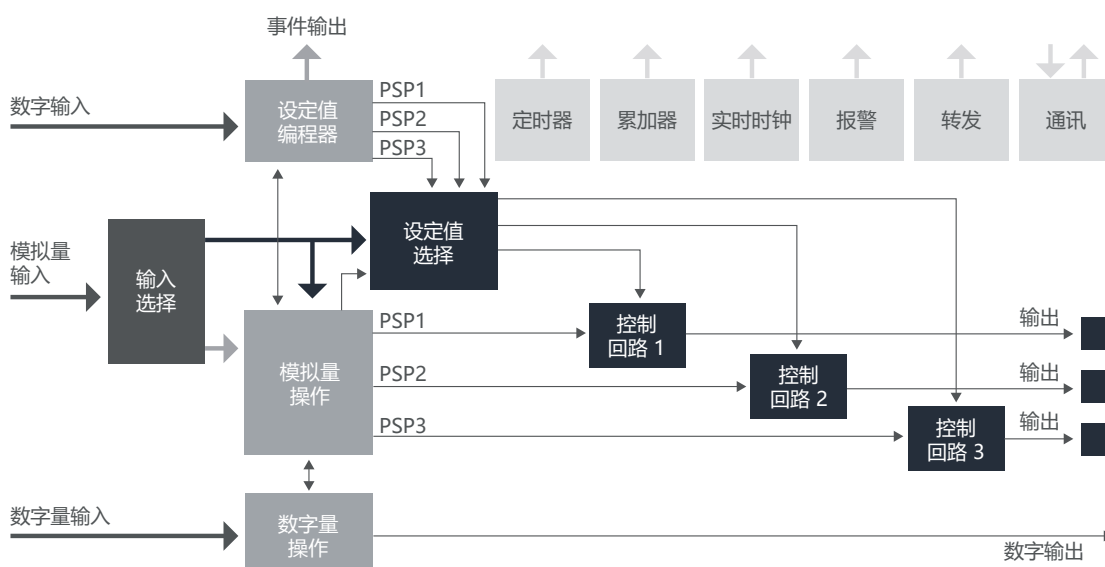 事件输出
数字输入
设定值
编程器
PSP1
PSP2
PSP3
定时器
累加器
实时时钟
报警
转发
通讯
模拟量
输入
输入
选择
设定值
选择
模拟量
操作
PSP1
PSP2
PSP3
控制
回路 1
控制
回路 2
控制
回路 3
输出
输出
输出
数字量输入
数字量
操作
数字输出